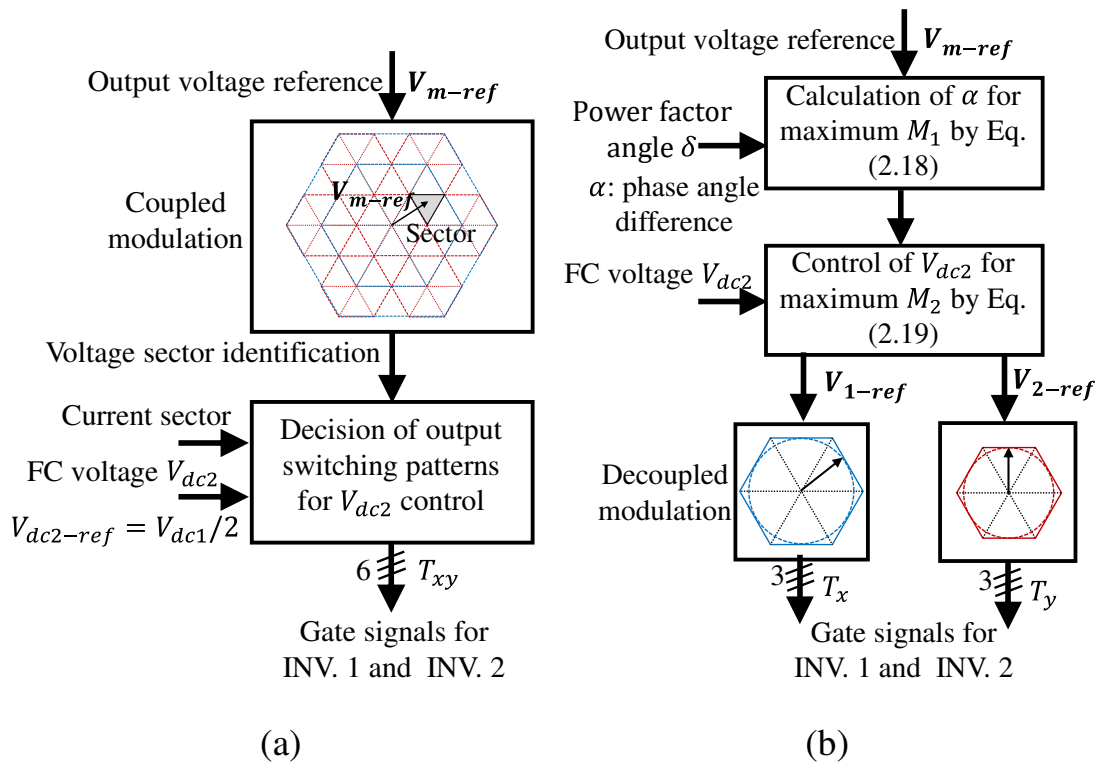 Output voltage reference
V_{m-ref}
Coupled
modulation
V_{m-ref}
Sector
Voltage sector identification
Current sector
FC voltage V_{dc2}
V_{dc2-ref} = V_{dc1}/2
Decision of output
switching patterns
for V_{dc2} control
6
T_{xy}
Gate signals for
INV. 1 and INV. 2
(a)
Output voltage reference
V_{m-ref}
Power factor
angle δ
α: phase angle
difference
Calculation of α for
maximum M_1 by Eq.
(2.18)
FC voltage V_{dc2}
Control of V_{dc2} for
maximum M_2 by Eq.
(2.19)
V_{1-ref}
V_{2-ref}
Decoupled
modulation
3
T_x
3
T_y
Gate signals for
INV. 1 and INV. 2
(b)